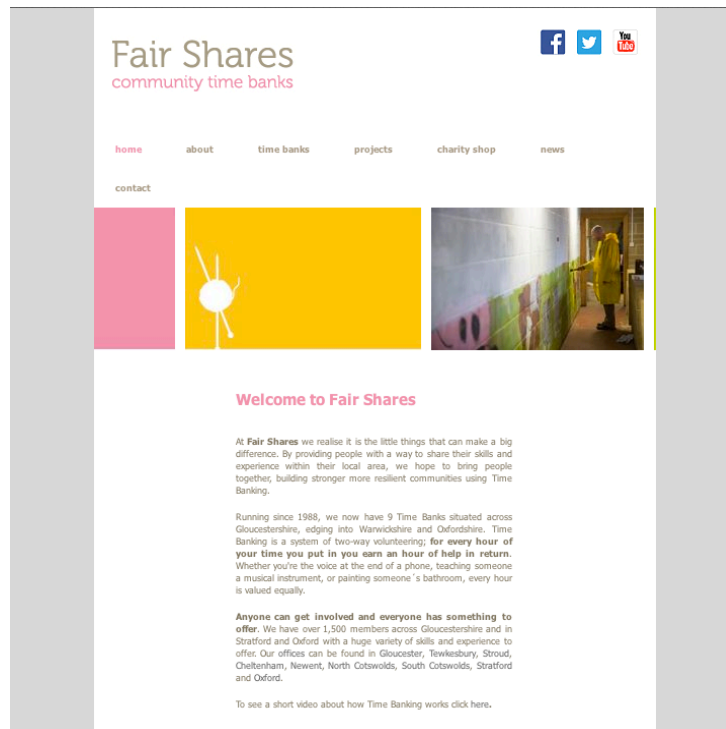 Fair Shares
community time banks
You
Tube
home about time banks projects charity shop news
contact
Welcome to Fair Shares
At Fair Shares we realise it is the little things that can make a big
difference. By providing people with a way to share their skills and
experience within their local area, we hope to bring people
together, building stronger more resilient communities using Time
Banking.
Running since 1988, we now have 9 Time Banks situated across
Gloucestershire, edging into Warwickshire and Oxfordshire. Time
Banking is a system of two-way volunteering; for every hour of
your time you put in you earn an hour of help in return.
Whether you're the voice at the end of a phone, teaching someone
a musical instrument, or painting someone´s bathroom, every hour
is valued equally.
Anyone can get involved and everyone has something to
offer. We have over 1,500 members across Gloucestershire and in
Stratford and Oxford with a huge variety of skills and experience to
offer. Our offices can be found in Gloucester, Tewkesbury, Stroud,
Cheltenham, Newent, North Cotswolds, South Cotswolds, Stratford
and Oxford.
To see a short video about how Time Banking works click here.